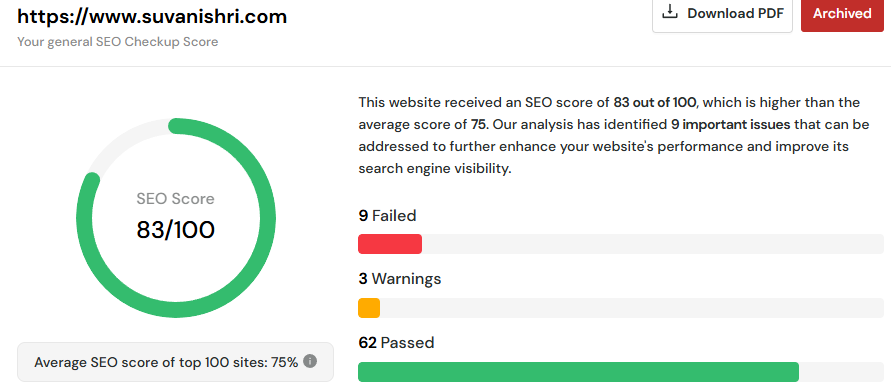 https://www.suvanishri.com
Your general SEO Checkup Score
Download PDF
Archived
SEO Score
83/100
Average SEO score of top 100 sites: 75%
This website received an SEO score of 83 out of 100, which is higher than the
average score of 75. Our analysis has identified 9 important issues that can be
addressed to further enhance your website's performance and improve its
search engine visibility.
9 Failed
3 Warnings
62 Passed